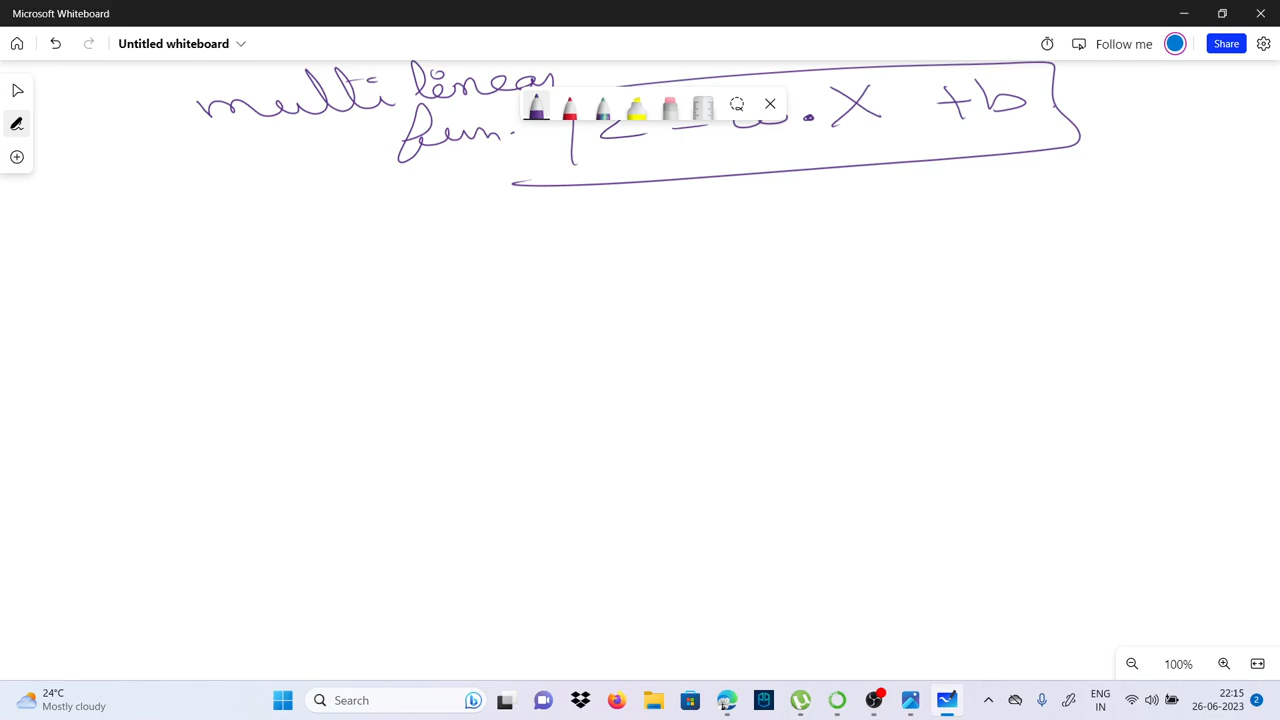 Microsoft Whiteboard
Untitled whiteboard
Follow me
Share
multi linear
fun.
z = w . X + b
100%
24°C
Mostly cloudy
Search
ENG
IN
22:15
26-06-2023
2